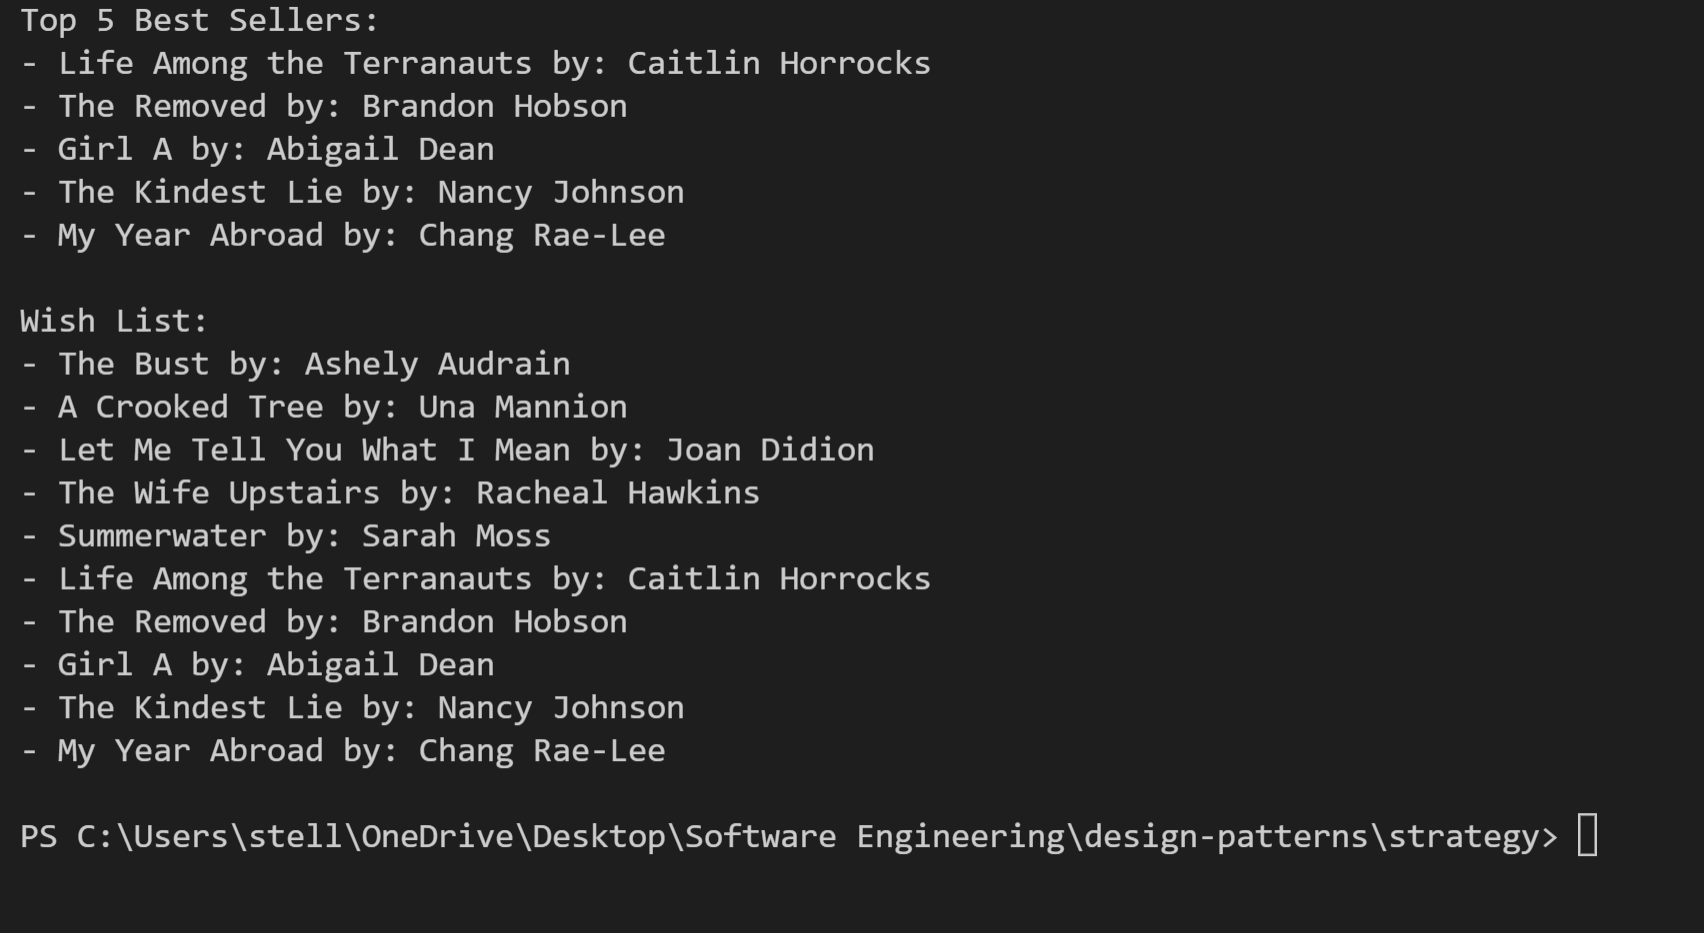 Top 5 Best Sellers:
- Life Among the Terranauts by: Caitlin Horrocks
- The Removed by: Brandon Hobson
- Girl A by: Abigail Dean
- The Kindest Lie by: Nancy Johnson
- My Year Abroad by: Chang Rae-Lee
Wish List:
- The Bust by: Ashely Audrain
- A Crooked Tree by: Una Mannion
- Let Me Tell You What I Mean by: Joan Didion
- The Wife Upstairs by: Racheal Hawkins
- Summerwater by: Sarah Moss
- Life Among the Terranauts by: Caitlin Horrocks
- The Removed by: Brandon Hobson
- Girl A by: Abigail Dean
- The Kindest Lie by: Nancy Johnson
- My Year Abroad by: Chang Rae-Lee
PS C:\Users\stell\OneDrive\Desktop\Software Engineering\design-patterns\strategy>